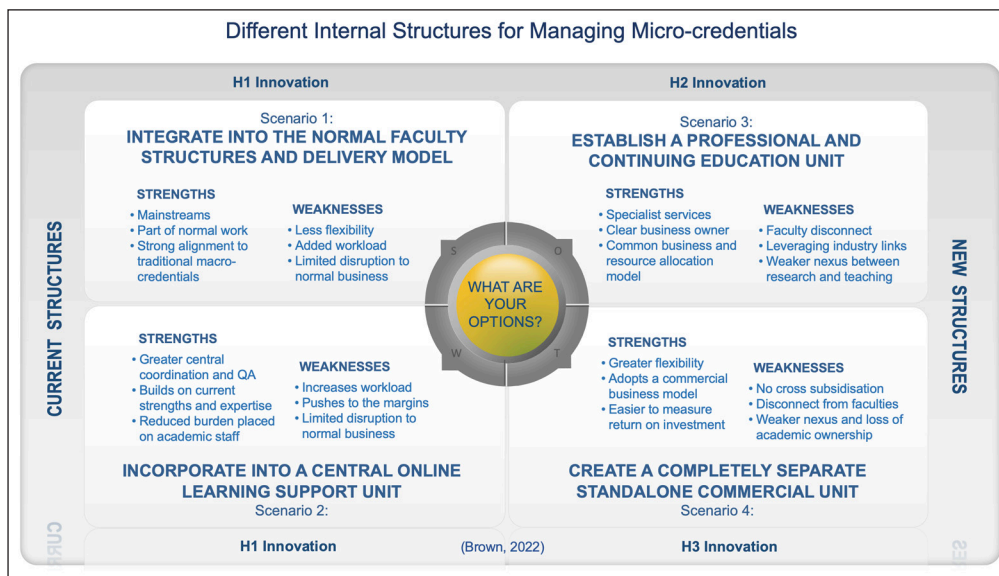 Different Internal Structures for Managing Micro-credentials
H1 Innovation
H2 Innovation
CURRENT STRUCTURES
Scenario 1:
INTEGRATE INTO THE NORMAL FACULTY
STRUCTURES AND DELIVERY MODEL
STRENGTHS
• Mainstreams
• Part of normal work
• Strong alignment to
traditional macro-
credentials
WEAKNESSES
• Less flexibility
• Added workload
• Limited disruption to
normal business
Scenario 3:
ESTABLISH A PROFESSIONAL AND
CONTINUING EDUCATION UNIT
STRENGTHS
• Specialist services
• Clear business owner
• Common business and
resource allocation
model
WEAKNESSES
• Faculty disconnect
• Leveraging industry links
• Weaker nexus between
research and teaching
NEW STRUCTURES
S
O
WHAT ARE
YOUR
OPTIONS?
W
T
STRENGTHS
• Greater central
coordination and QA
• Builds on current
strengths and expertise
• Reduced burden placed
on academic staff
WEAKNESSES
• Increases workload
• Pushes to the margins
• Limited disruption to
normal business
INCORPORATE INTO A CENTRAL ONLINE
LEARNING SUPPORT UNIT
Scenario 2:
STRENGTHS
• Greater flexibility
• Adopts a commercial
business model
• Easier to measure
return on investment
WEAKNESSES
• No cross subsidisation
• Disconnect from faculties
• Weaker nexus and loss of
academic ownership
CREATE A COMPLETELY SEPARATE
STANDALONE COMMERCIAL UNIT
Scenario 4:
H1 Innovation
(Brown, 2022)
H3 Innovation